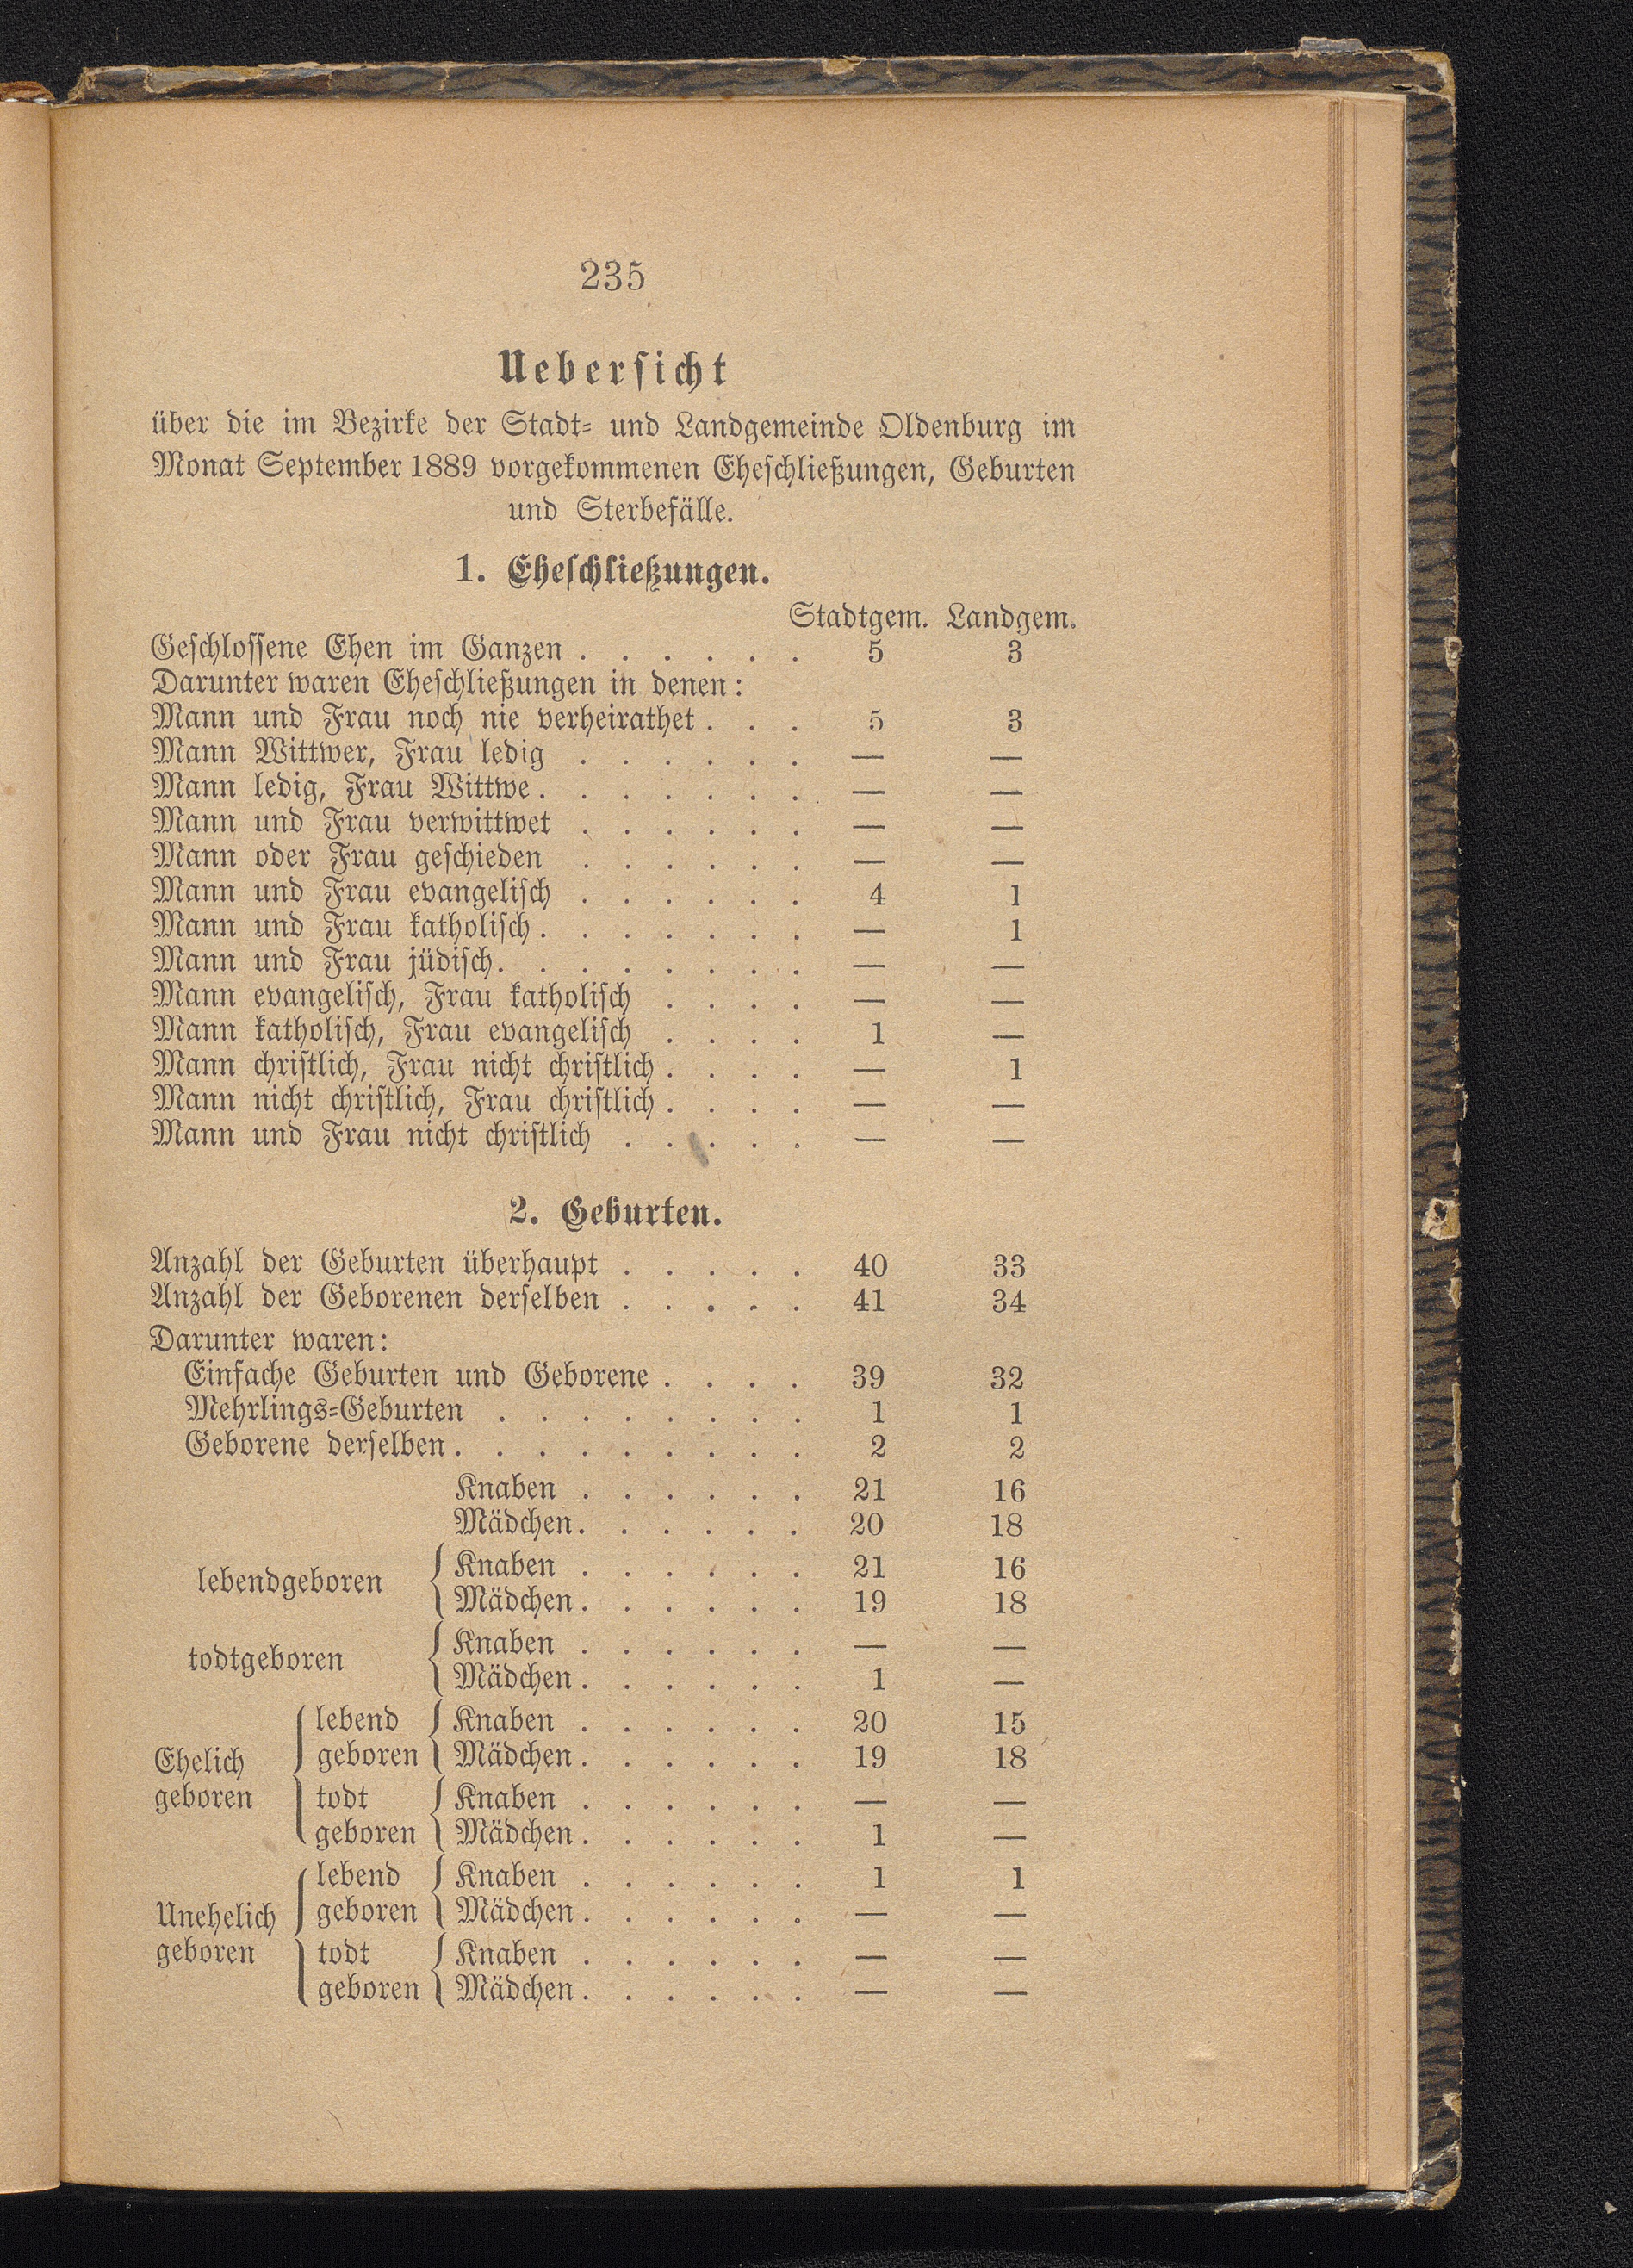 235
Uebersicht
über die im Bezirke der Stadt- und Landgemeinde Oldenburg im
Monat September 1889 vorgekommenen Eheschließungen, Geburten
und Sterbefälle.
1. Eheschließungen.
Stadtgem. Landgem.
Geschlossene Ehen im Ganzen . . . . . . 5 3
Darunter waren Eheschließungen in denen:
Mann und Frau noch nie verheirathet . . . 5 3
Mann Wittwer, Frau ledig . . . . . . — —
Mann ledig, Frau Wittwe . . . . . . . — —
Mann und Frau verwittwet . . . . . . — —
Mann oder Frau geschieden . . . . . . — —
Mann und Frau evangelisch . . . . . . 4 1
Mann und Frau katholisch . . . . . . . — 1
Mann und Frau jüdisch . . . . . . . . — —
Mann evangelisch, Frau katholisch . . . . — —
Mann katholisch, Frau evangelisch . . . . 1 —
Mann christlich, Frau nicht christlich . . . . — 1
Mann nicht christlich, Frau christlich . . . . — —
Mann und Frau nicht christlich . . . . . — —
2. Geburten.
Anzahl der Geburten überhaupt . . . . . 40 33
Anzahl der Geborenen derselben . . . . . 41 34
Darunter waren:
Einfache Geburten und Geborene . . . . 39 32
Mehrlings-Geburten . . . . . . . . 1 1
Geborene derselben . . . . . . . . . 2 2
Knaben . . . . . . 21 16
Mädchen . . . . . . 20 18
lebendgeboren { Knaben . . . . . . 21 16
Mädchen . . . . . . 19 18
todtgeboren { Knaben . . . . . . — —
Mädchen . . . . . . 1 —
lebend { Knaben . . . . . . 20 15
Ehelich { geboren Mädchen . . . . . . 19 18
geboren todt { Knaben . . . . . . — —
geboren Mädchen . . . . . . 1 —
lebend { Knaben . . . . . . 1 1
Unehelich { geboren Mädchen . . . . . . — —
geboren todt { Knaben . . . . . . — —
geboren Mädchen . . . . . . — —